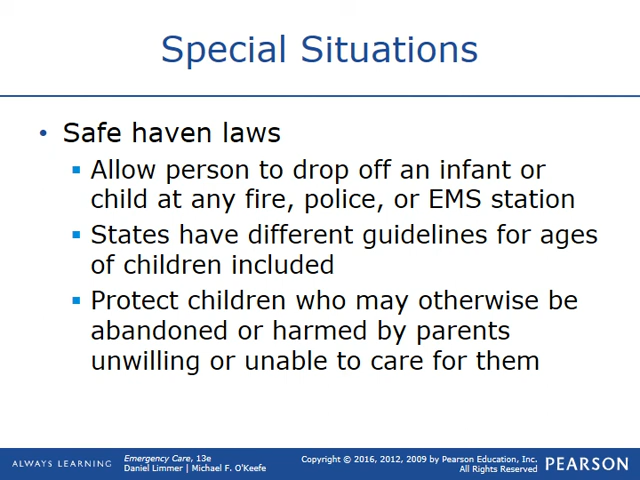 Special Situations
• Safe haven laws
▪ Allow person to drop off an infant or
child at any fire, police, or EMS station
▪ States have different guidelines for ages
of children included
▪ Protect children who may otherwise be
abandoned or harmed by parents
unwilling or unable to care for them
ALWAYS LEARNING
Emergency Care, 13e
Daniel Limmer | Michael F. O'Keefe
Copyright © 2016, 2012, 2009 by Pearson Education, Inc.
All Rights Reserved
PEARSON